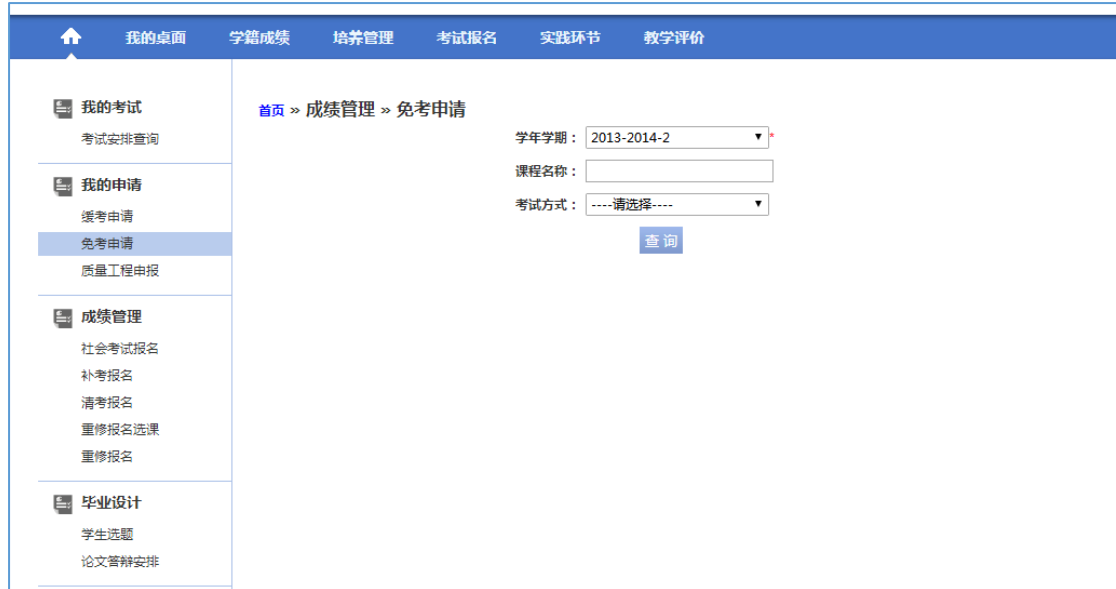 我的桌面 学籍成绩 培养管理 考试报名 实践环节 教学评价
我的考试
考试安排查询
我的申请
缓考申请
免考申请
质量工程申报
成绩管理
社会考试报名
补考报名
清考报名
重修报名选课
重修报名
毕业设计
学生选题
论文答辩安排
首页 » 成绩管理 » 免考申请
学年学期： 2013-2014-2 *
课程名称：
考试方式： ----请选择----
查 询